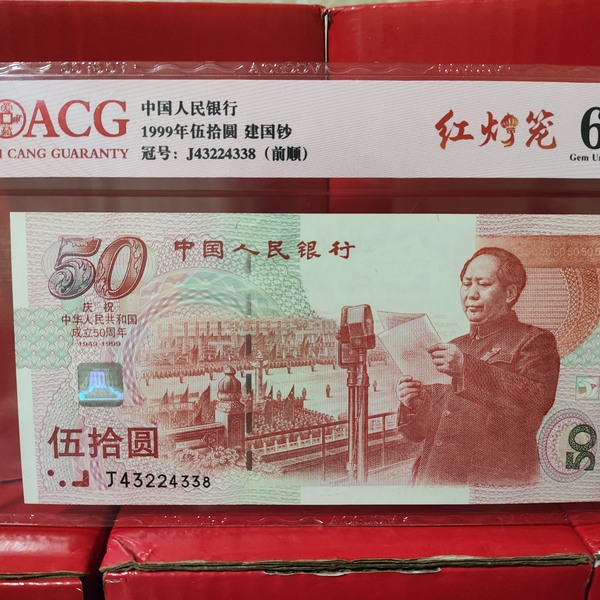 ACG
CANG GUARANTY
中国人民银行
1999年伍拾圆 建国钞
冠号：J43224338（前顺）
红灯笼
6
Gem
50
中国人民银行
庆祝
中华人民共和国
成立50周年
1949-1999
伍拾圆
J43224338
50